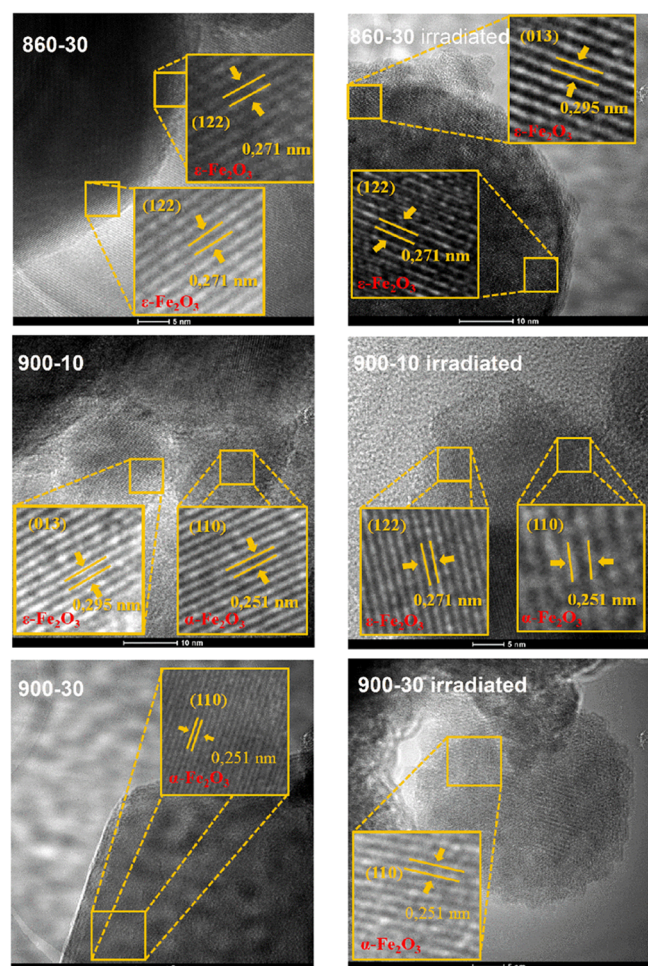 860-30
(122)
0,271 nm
ε-Fe₂O₃
(122)
0,271 nm
ε-Fe₂O₃
5 nm
860-30 irradiated
(013)
0,295 nm
ε-Fe₂O₃
(122)
0,271 nm
ε-Fe₂O₃
10 nm
900-10
(013)
0,295 nm
ε-Fe₂O₃
(110)
0,251 nm
α-Fe₂O₃
10 nm
900-10 irradiated
(122)
0,271 nm
ε-Fe₂O₃
(110)
0,251 nm
α-Fe₂O₃
5 nm
900-30
(110)
0,251 nm
α-Fe₂O₃
900-30 irradiated
(110)
0,251 nm
α-Fe₂O₃